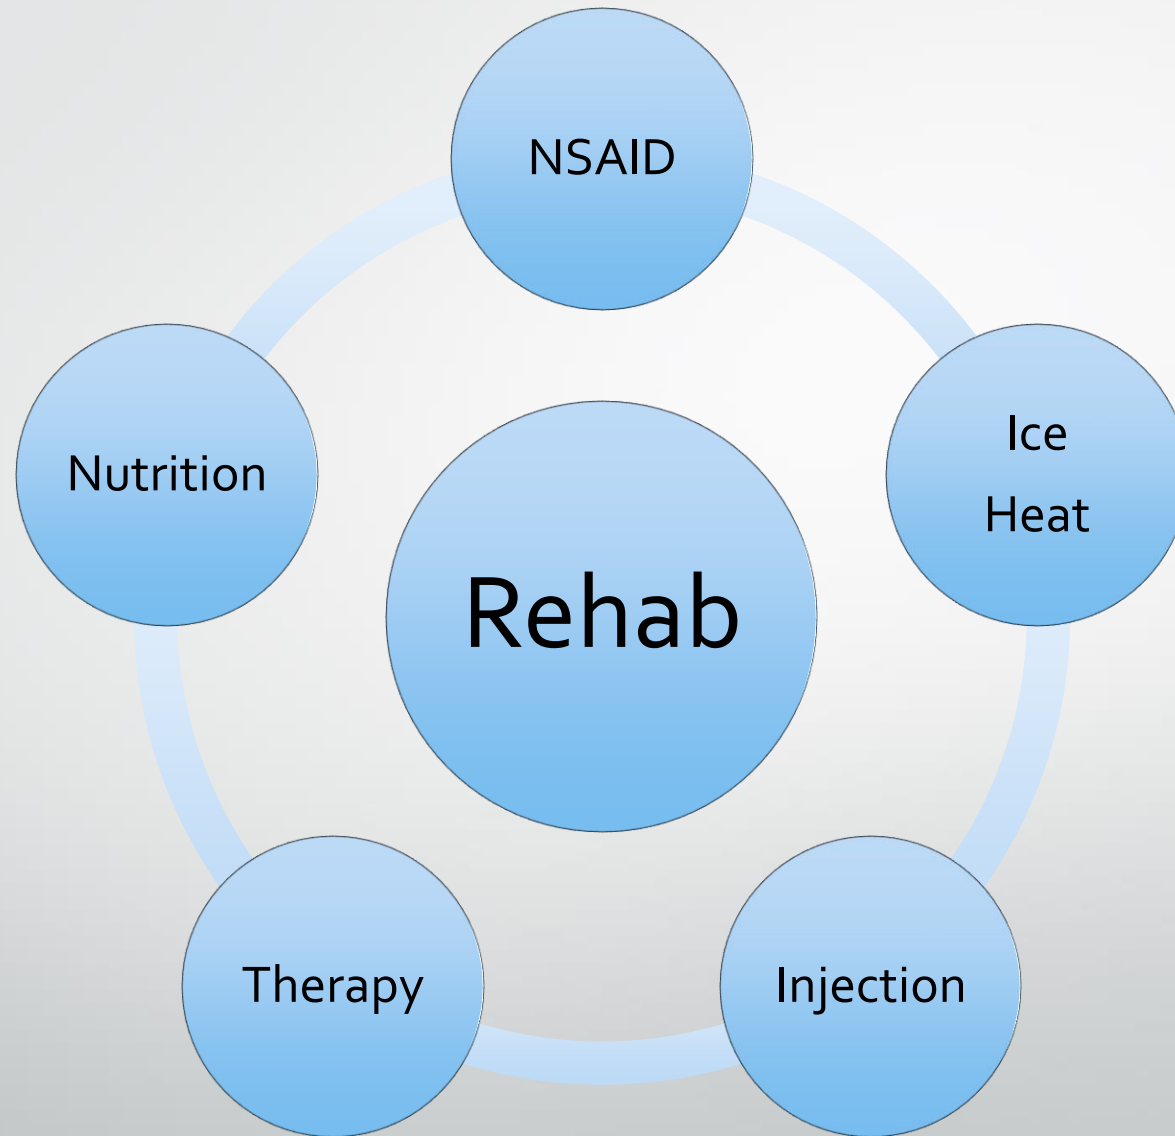 NSAID
Ice
Heat
Nutrition
Rehab
Therapy
Injection